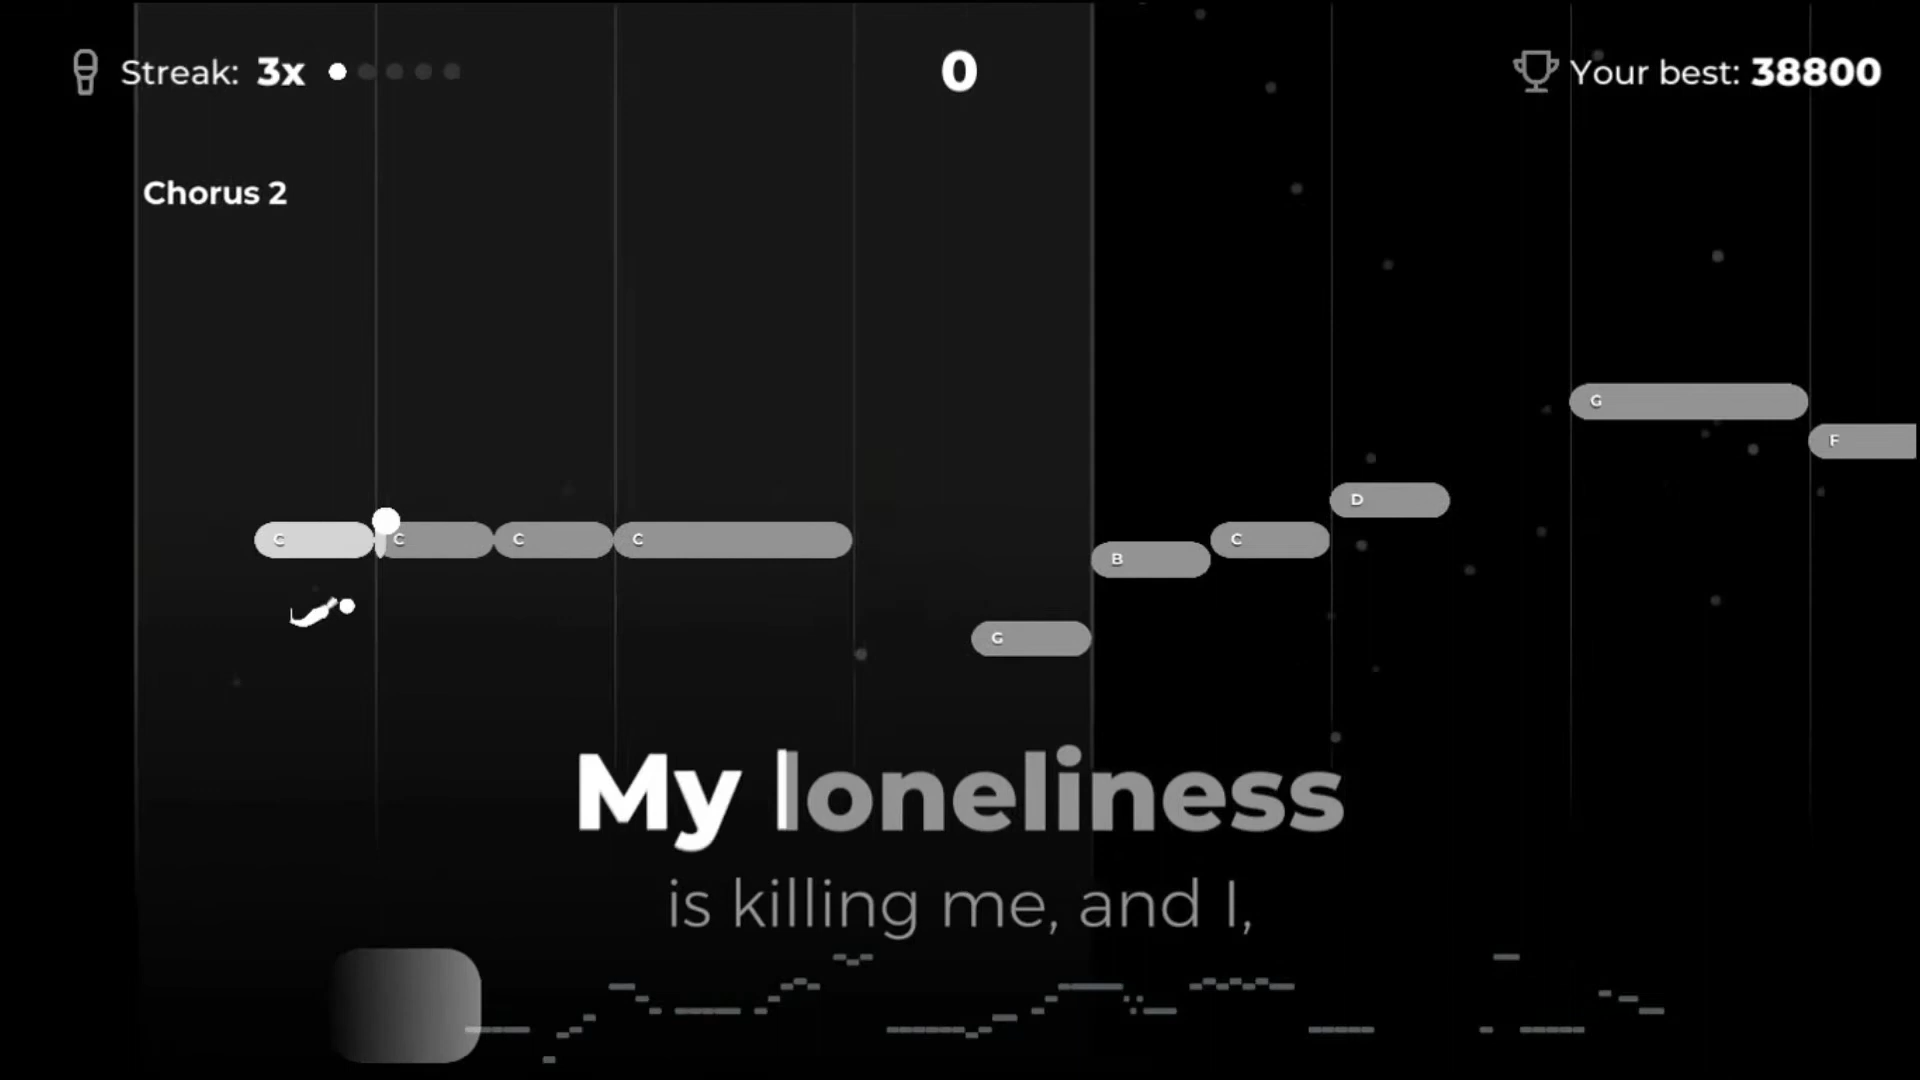 Streak: 3x
0
Your best: 38800
Chorus 2
G
F
D
C C C C
B C
G
My loneliness
is killing me, and I,